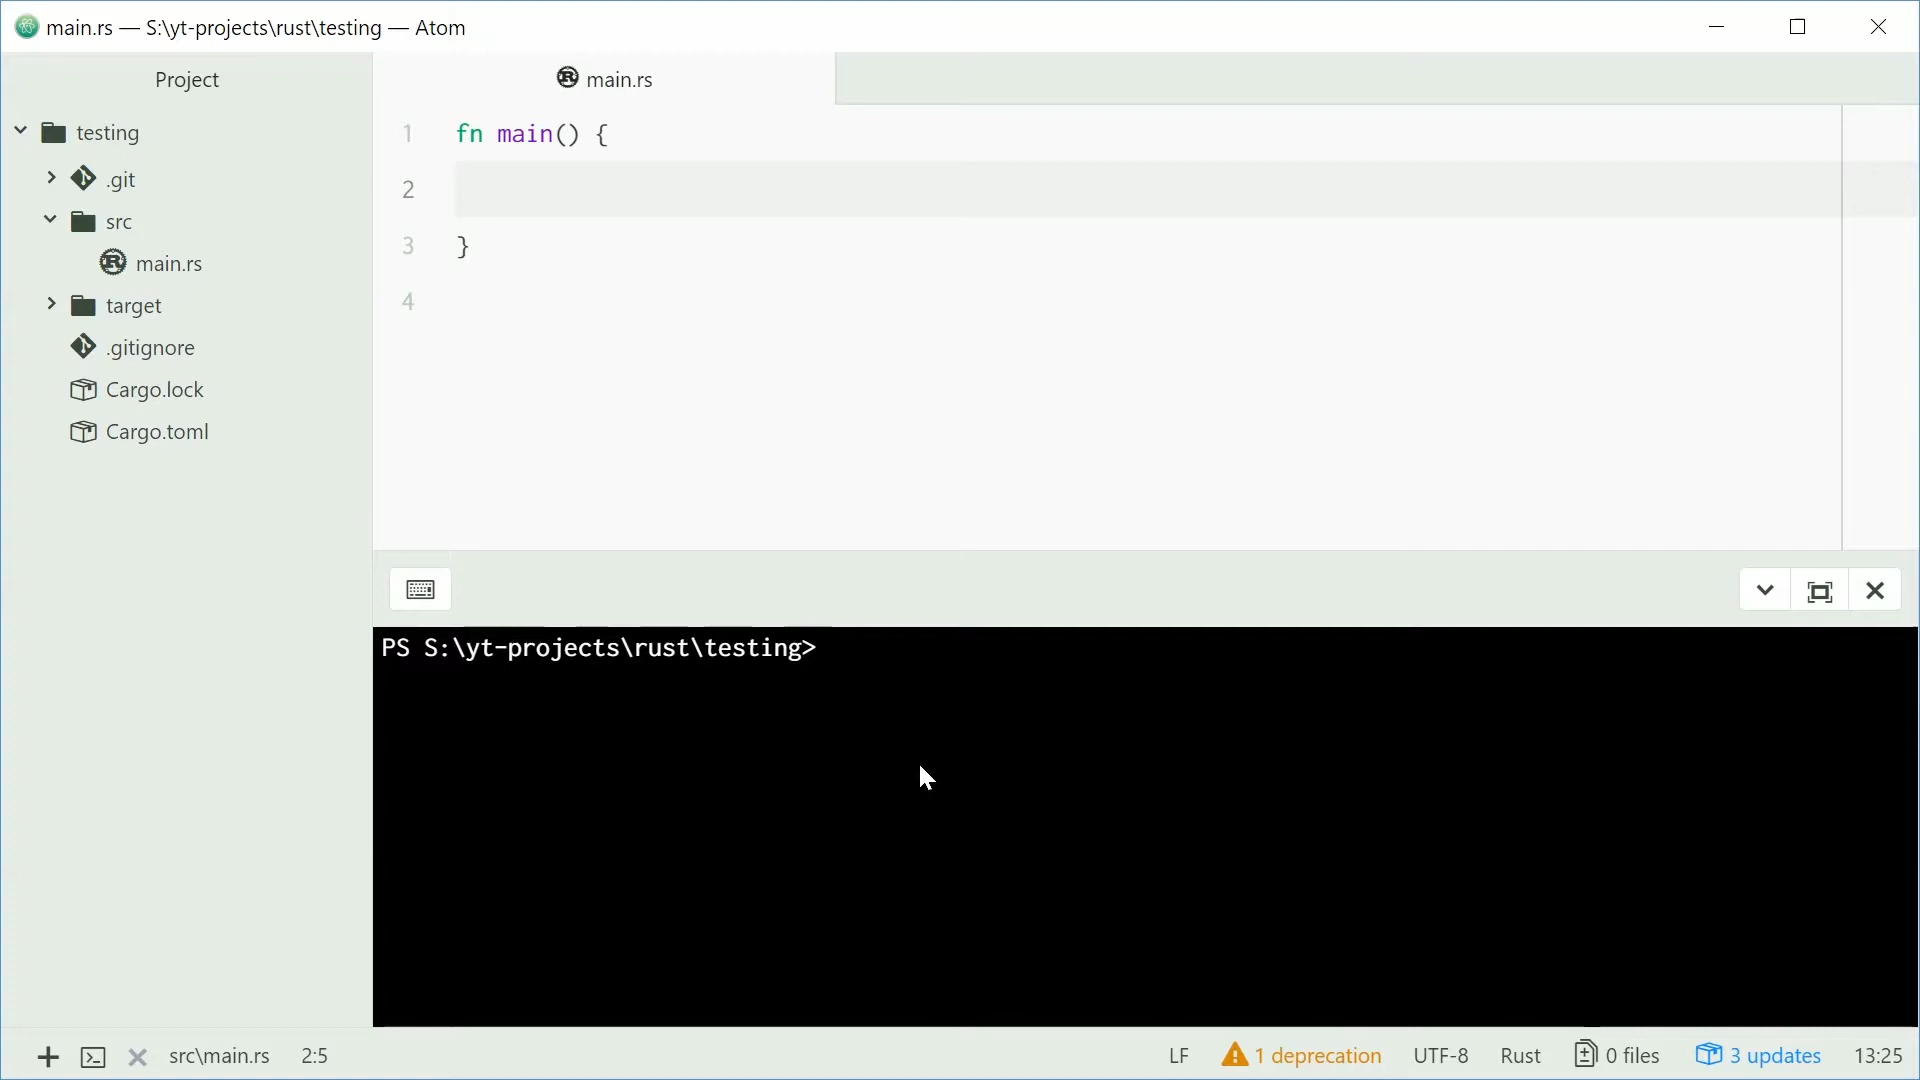 main.rs — S:\yt-projects\rust\testing — Atom
Project
testing
.git
src
main.rs
target
.gitignore
Cargo.lock
Cargo.toml
main.rs
1 fn main() {
2
3 }
4
PS S:\yt-projects\rust\testing>
src\main.rs 2:5 LF 1 deprecation UTF-8 Rust 0 files 3 updates 13:25